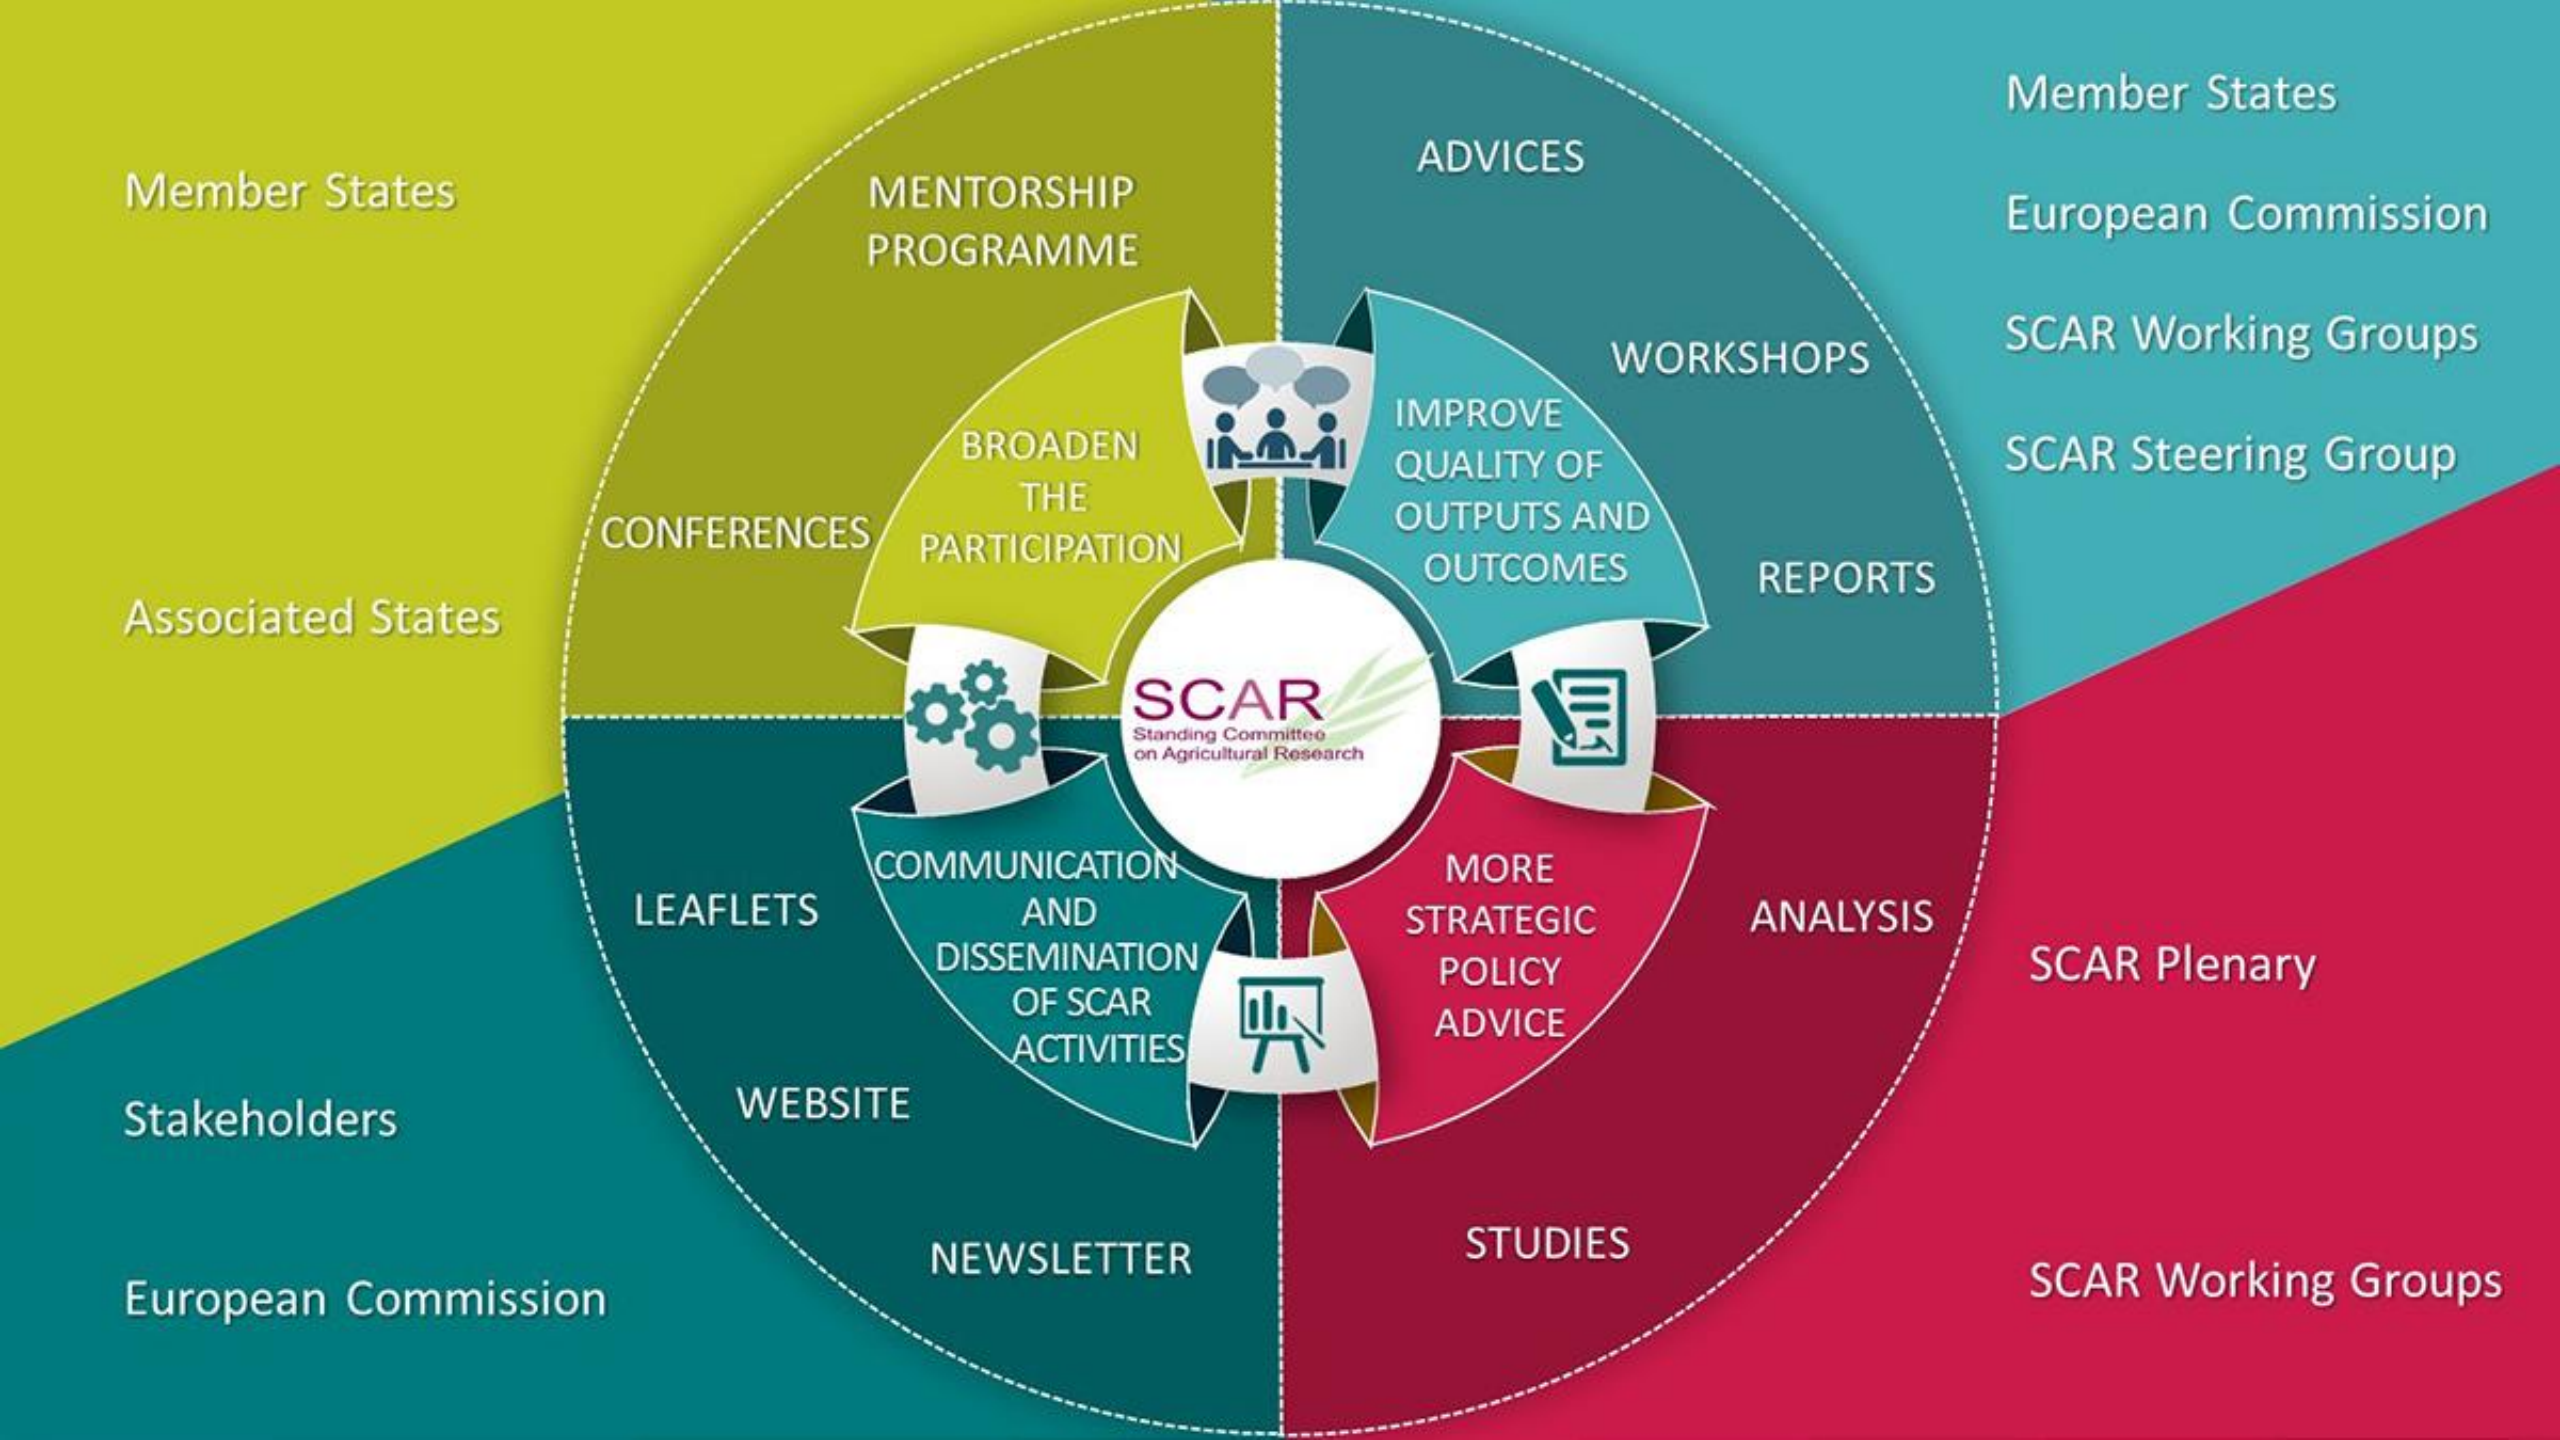 Member States
Associated States
MENTORSHIP
PROGRAMME
CONFERENCES
BROADEN
THE
PARTICIPATION
ADVICES
WORKSHOPS
REPORTS
IMPROVE
QUALITY OF
OUTPUTS AND
OUTCOMES
Member States
European Commission
SCAR Working Groups
SCAR Steering Group
SCAR
Standing Committee
on Agricultural Research
COMMUNICATION
AND
DISSEMINATION
OF SCAR
ACTIVITIES
LEAFLETS
WEBSITE
NEWSLETTER
Stakeholders
European Commission
MORE
STRATEGIC
POLICY
ADVICE
ANALYSIS
STUDIES
SCAR Plenary
SCAR Working Groups